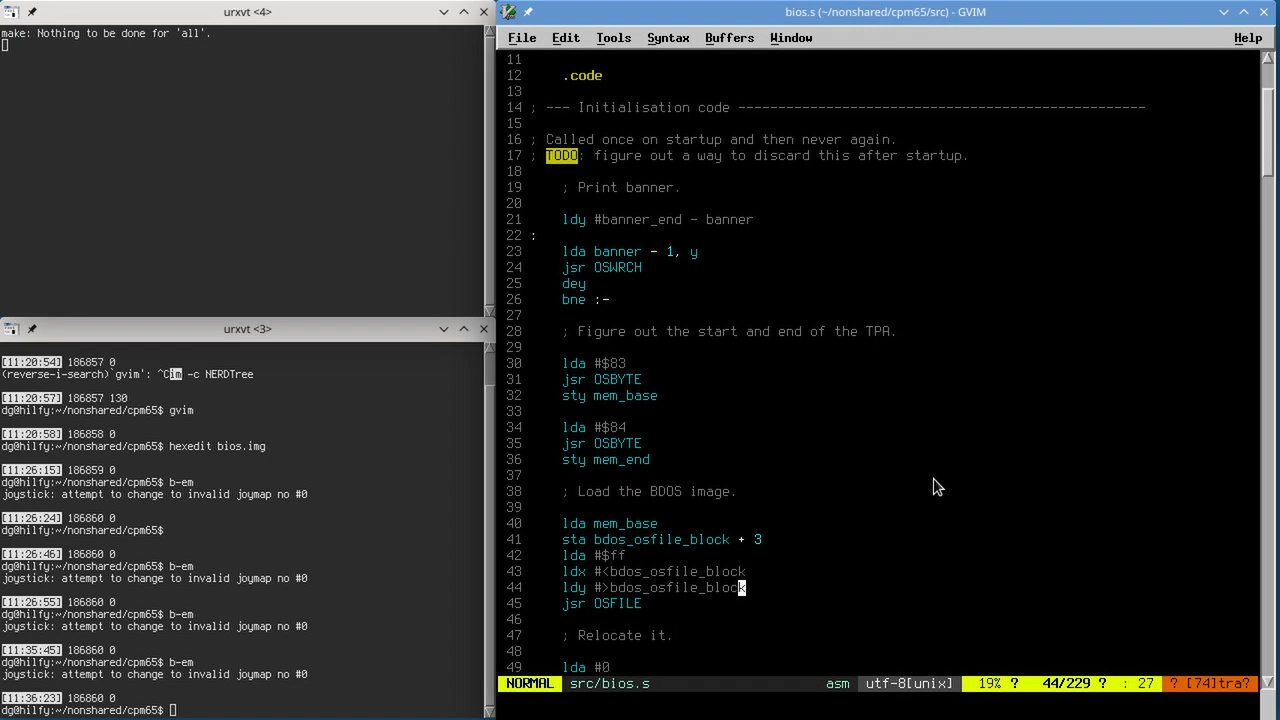 urxvt <4>
make: Nothing to be done for 'all'.
urxvt <3>
[11:20:54] 186857 0
(reverse-i-search)`gvim': ^Cim -c NERDTree
[11:20:57] 186857 130
dg@hilfy:~/nonshared/cpm65$ gvim
[11:20:58] 186858 0
dg@hilfy:~/nonshared/cpm65$ hexedit bios.img
[11:26:15] 186859 0
dg@hilfy:~/nonshared/cpm65$ b-em
joystick: attempt to change to invalid joymap no #0
[11:26:24] 186860 0
dg@hilfy:~/nonshared/cpm65$
[11:26:46] 186860 0
dg@hilfy:~/nonshared/cpm65$ b-em
joystick: attempt to change to invalid joymap no #0
[11:26:55] 186860 0
dg@hilfy:~/nonshared/cpm65$ b-em
joystick: attempt to change to invalid joymap no #0
[11:35:45] 186860 0
dg@hilfy:~/nonshared/cpm65$ b-em
joystick: attempt to change to invalid joymap no #0
[11:36:23] 186860 0
dg@hilfy:~/nonshared/cpm65$
bios.s (~/nonshared/cpm65/src) - GVIM
File Edit Tools Syntax Buffers Window Help
11
12 .code
13
14 ; --- Initialisation code ---------------------------------------------------
15
16 ; Called once on startup and then never again.
17 ; TODO: figure out a way to discard this after startup.
18
19 ; Print banner.
20
21 ldy #banner_end - banner
22 :
23 lda banner - 1, y
24 jsr OSWRCH
25 dey
26 bne :-
27
28 ; Figure out the start and end of the TPA.
29
30 lda #$83
31 jsr OSBYTE
32 sty mem_base
33
34 lda #$84
35 jsr OSBYTE
36 sty mem_end
37
38 ; Load the BDOS image.
39
40 lda mem_base
41 sta bdos_osfile_block + 3
42 lda #$ff
43 ldx #<bdos_osfile_block
44 ldy #>bdos_osfile_block
45 jsr OSFILE
46
47 ; Relocate it.
48
49 lda #0
NORMAL src/bios.s asm utf-8[unix] 19% ? 44/229 ? : 27 ? [74]tra?